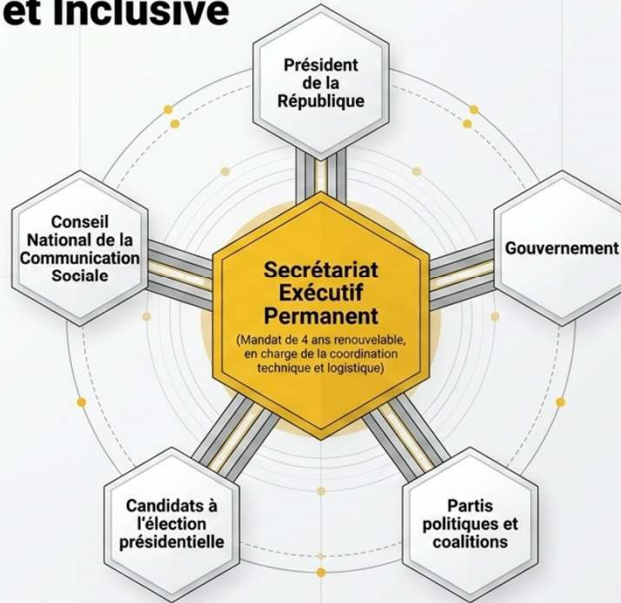 et Inclusive
Président
de la
République
Conseil
National de la
Communication
Sociale
Gouvernement
Secrétariat
Exécutif
Permanent
(Mandat de 4 ans renouvelable,
en charge de la coordination
technique et logistique)
Candidats à
l'élection
présidentielle
Partis
politiques et
coalitions